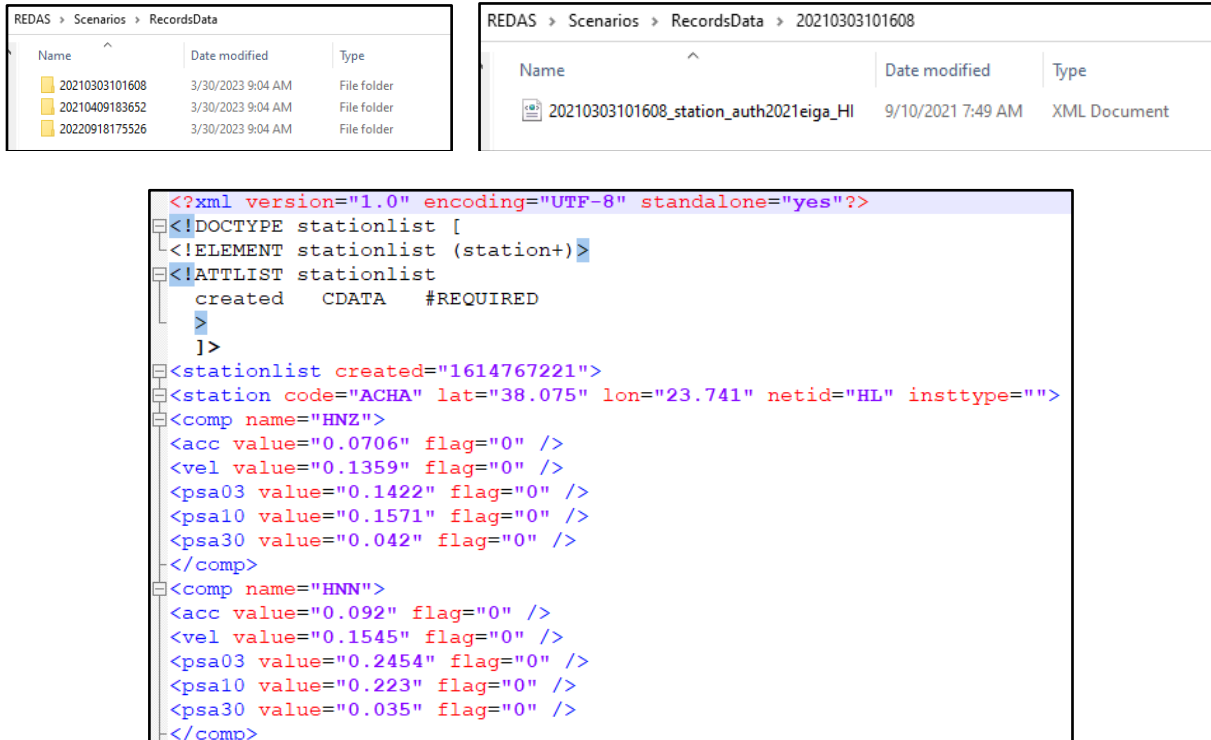 REDAS > Scenarios > RecordsData
Name Date modified Type
20210303101608 3/30/2023 9:04 AM File folder
20210409183652 3/30/2023 9:04 AM File folder
20220918175526 3/30/2023 9:04 AM File folder
REDAS > Scenarios > RecordsData > 20210303101608
Name Date modified Type
20210303101608_station_auth2021eiga_HI 9/10/2021 7:49 AM XML Document
<?xml version="1.0" encoding="UTF-8" standalone="yes"?>
<!DOCTYPE stationlist [
<!ELEMENT stationlist (station+)>
<!ATTLIST stationlist
created CDATA #REQUIRED
>
]>
<stationlist created="1614767221">
<station code="ACHA" lat="38.075" lon="23.741" netid="HL" insttype="">
<comp name="HNZ">
<acc value="0.0706" flag="0" />
<vel value="0.1359" flag="0" />
<psa03 value="0.1422" flag="0" />
<psa10 value="0.1571" flag="0" />
<psa30 value="0.042" flag="0" />
</comp>
<comp name="HNN">
<acc value="0.092" flag="0" />
<vel value="0.1545" flag="0" />
<psa03 value="0.2454" flag="0" />
<psa10 value="0.223" flag="0" />
<psa30 value="0.035" flag="0" />
</comp>